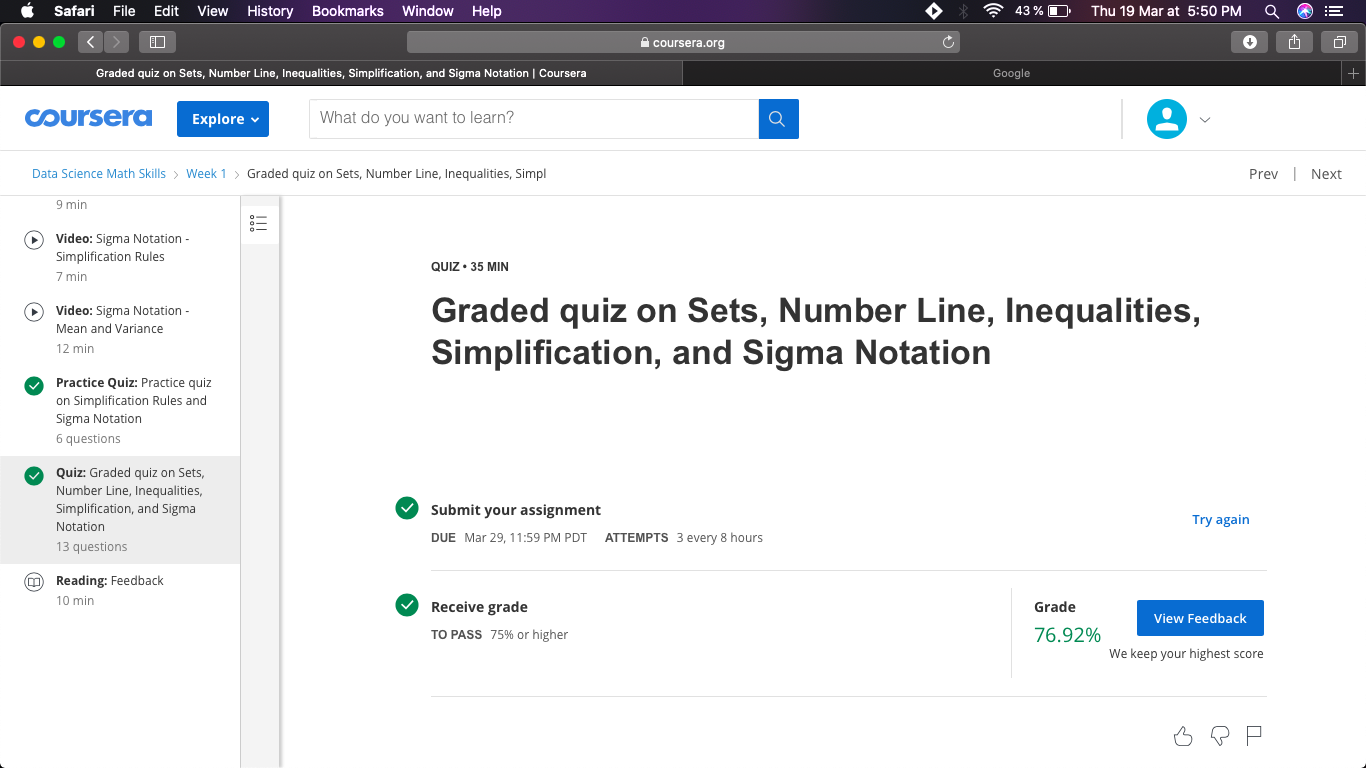 Safari File Edit View History Bookmarks Window Help 43 % Thu 19 Mar at 5:50 PM
coursera.org
Graded quiz on Sets, Number Line, Inequalities, Simplification, and Sigma Notation | Coursera Google
coursera Explore What do you want to learn?
Data Science Math Skills > Week 1 > Graded quiz on Sets, Number Line, Inequalities, Simpl Prev | Next
9 min
Video: Sigma Notation -
Simplification Rules
7 min
Video: Sigma Notation -
Mean and Variance
12 min
Practice Quiz: Practice quiz
on Simplification Rules and
Sigma Notation
6 questions
Quiz: Graded quiz on Sets,
Number Line, Inequalities,
Simplification, and Sigma
Notation
13 questions
Reading: Feedback
10 min
QUIZ • 35 MIN
Graded quiz on Sets, Number Line, Inequalities,
Simplification, and Sigma Notation
Submit your assignment
DUE Mar 29, 11:59 PM PDT ATTEMPTS 3 every 8 hours
Try again
Receive grade
TO PASS 75% or higher
Grade
76.92%
View Feedback
We keep your highest score